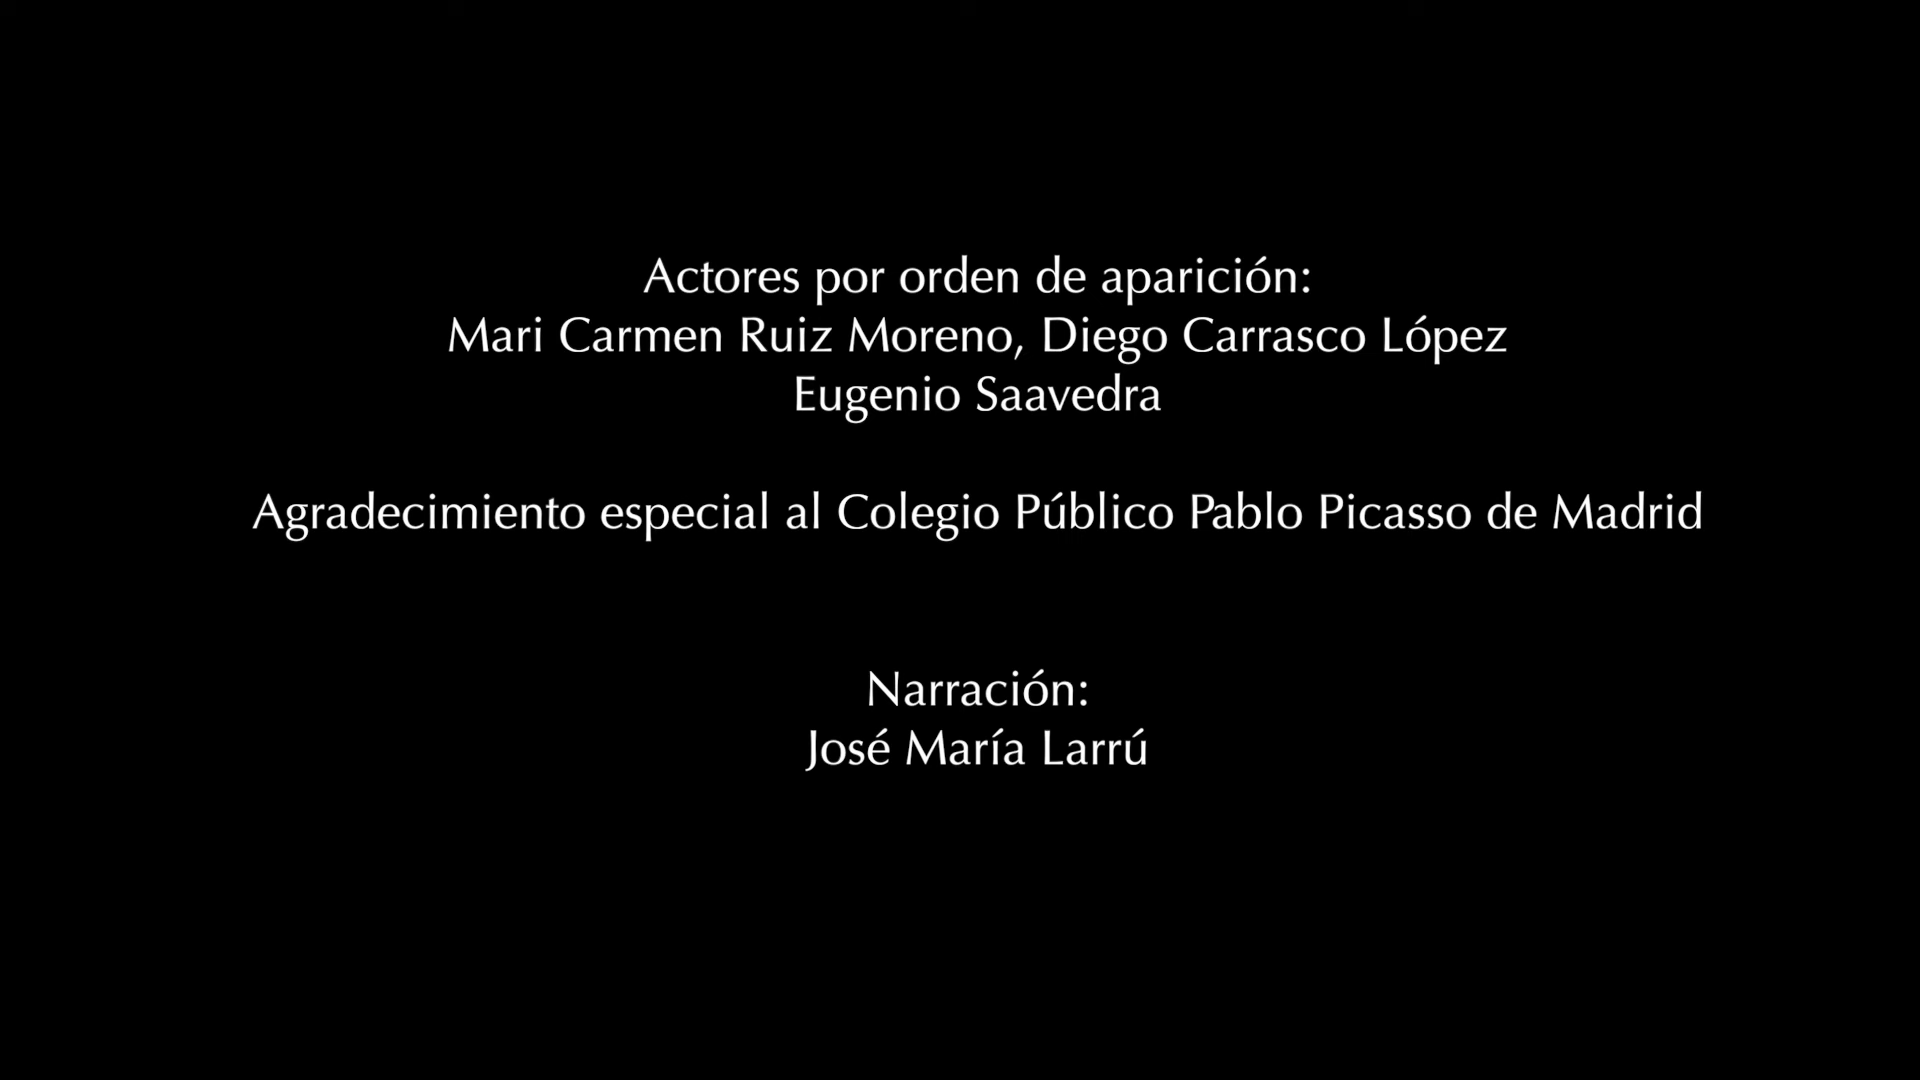 Actores por orden de aparición:
Mari Carmen Ruiz Moreno, Diego Carrasco López
Eugenio Saavedra
Agradecimiento especial al Colegio Público Pablo Picasso de Madrid
Narración:
José María Larrú